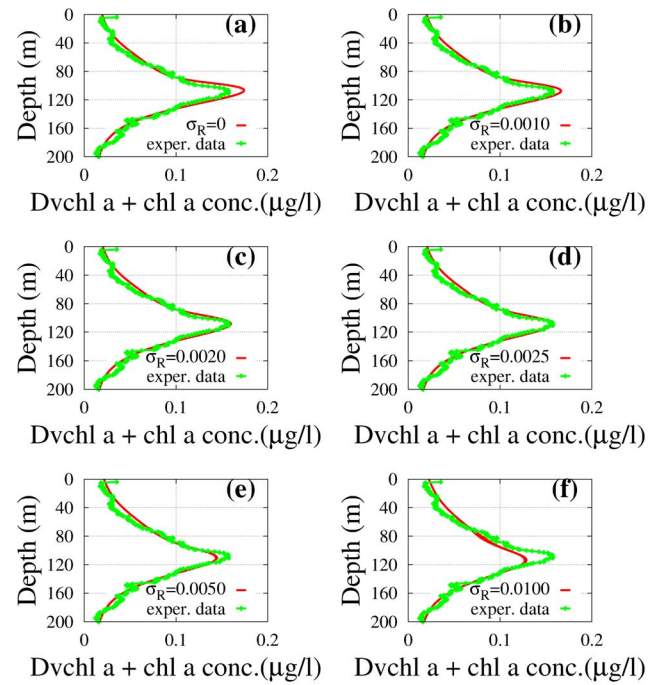 (a) (b)
0 40 80 120 160 200
Depth (m)
σR=0
exper. data
0 0.1 0.2
Dvchl a + chl a conc.(μg/l)
0 40 80 120 160 200
Depth (m)
σR=0.0010
exper. data
0 0.1 0.2
Dvchl a + chl a conc.(μg/l)
(c) (d)
0 40 80 120 160 200
Depth (m)
σR=0.0020
exper. data
0 0.1 0.2
Dvchl a + chl a conc.(μg/l)
0 40 80 120 160 200
Depth (m)
σR=0.0025
exper. data
0 0.1 0.2
Dvchl a + chl a conc.(μg/l)
(e) (f)
0 40 80 120 160 200
Depth (m)
σR=0.0050
exper. data
0 0.1 0.2
Dvchl a + chl a conc.(μg/l)
0 40 80 120 160 200
Depth (m)
σR=0.0100
exper. data
0 0.1 0.2
Dvchl a + chl a conc.(μg/l)